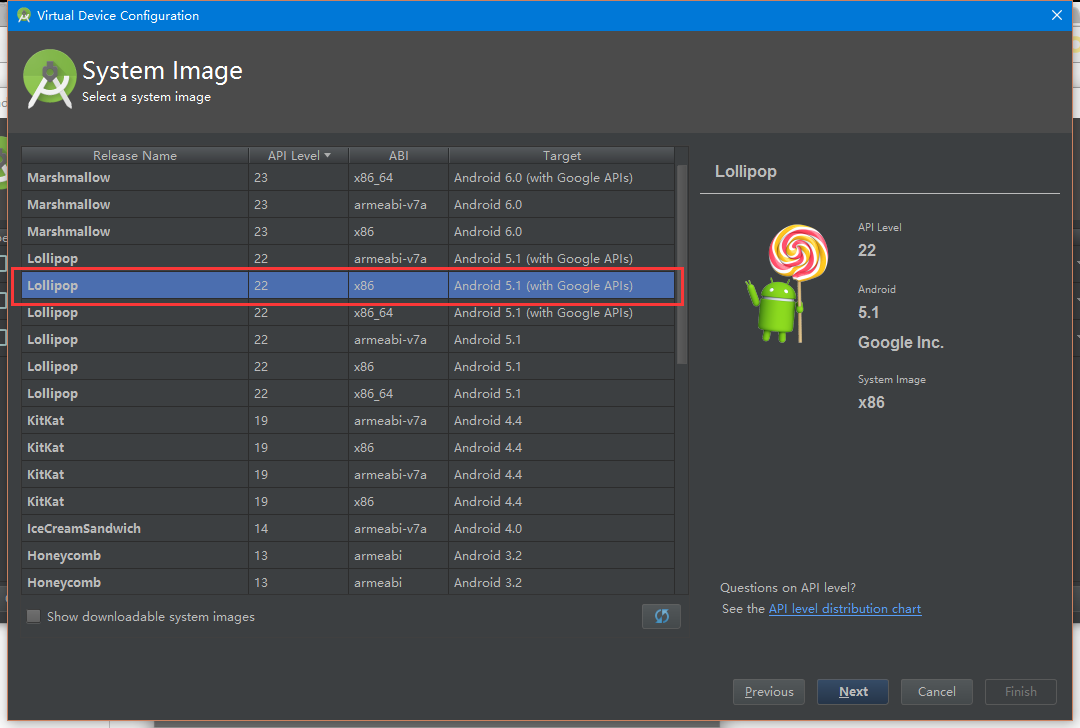 Virtual Device Configuration
System Image
Select a system image
Release Name API Level ABI Target
Marshmallow 23 x86_64 Android 6.0 (with Google APIs)
Marshmallow 23 armeabi-v7a Android 6.0
Marshmallow 23 x86 Android 6.0
Lollipop 22 armeabi-v7a Android 5.1 (with Google APIs)
Lollipop 22 x86 Android 5.1 (with Google APIs)
Lollipop 22 x86_64 Android 5.1 (with Google APIs)
Lollipop 22 armeabi-v7a Android 5.1
Lollipop 22 x86 Android 5.1
Lollipop 22 x86_64 Android 5.1
KitKat 19 armeabi-v7a Android 4.4
KitKat 19 x86 Android 4.4
KitKat 19 armeabi-v7a Android 4.4
KitKat 19 x86 Android 4.4
IceCreamSandwich 14 armeabi-v7a Android 4.0
Honeycomb 13 armeabi Android 3.2
Honeycomb 13 armeabi Android 3.2
Show downloadable system images
Lollipop
API Level
22
Android
5.1
Google Inc.
System Image
x86
Questions on API level?
See the API level distribution chart
Previous Next Cancel Finish